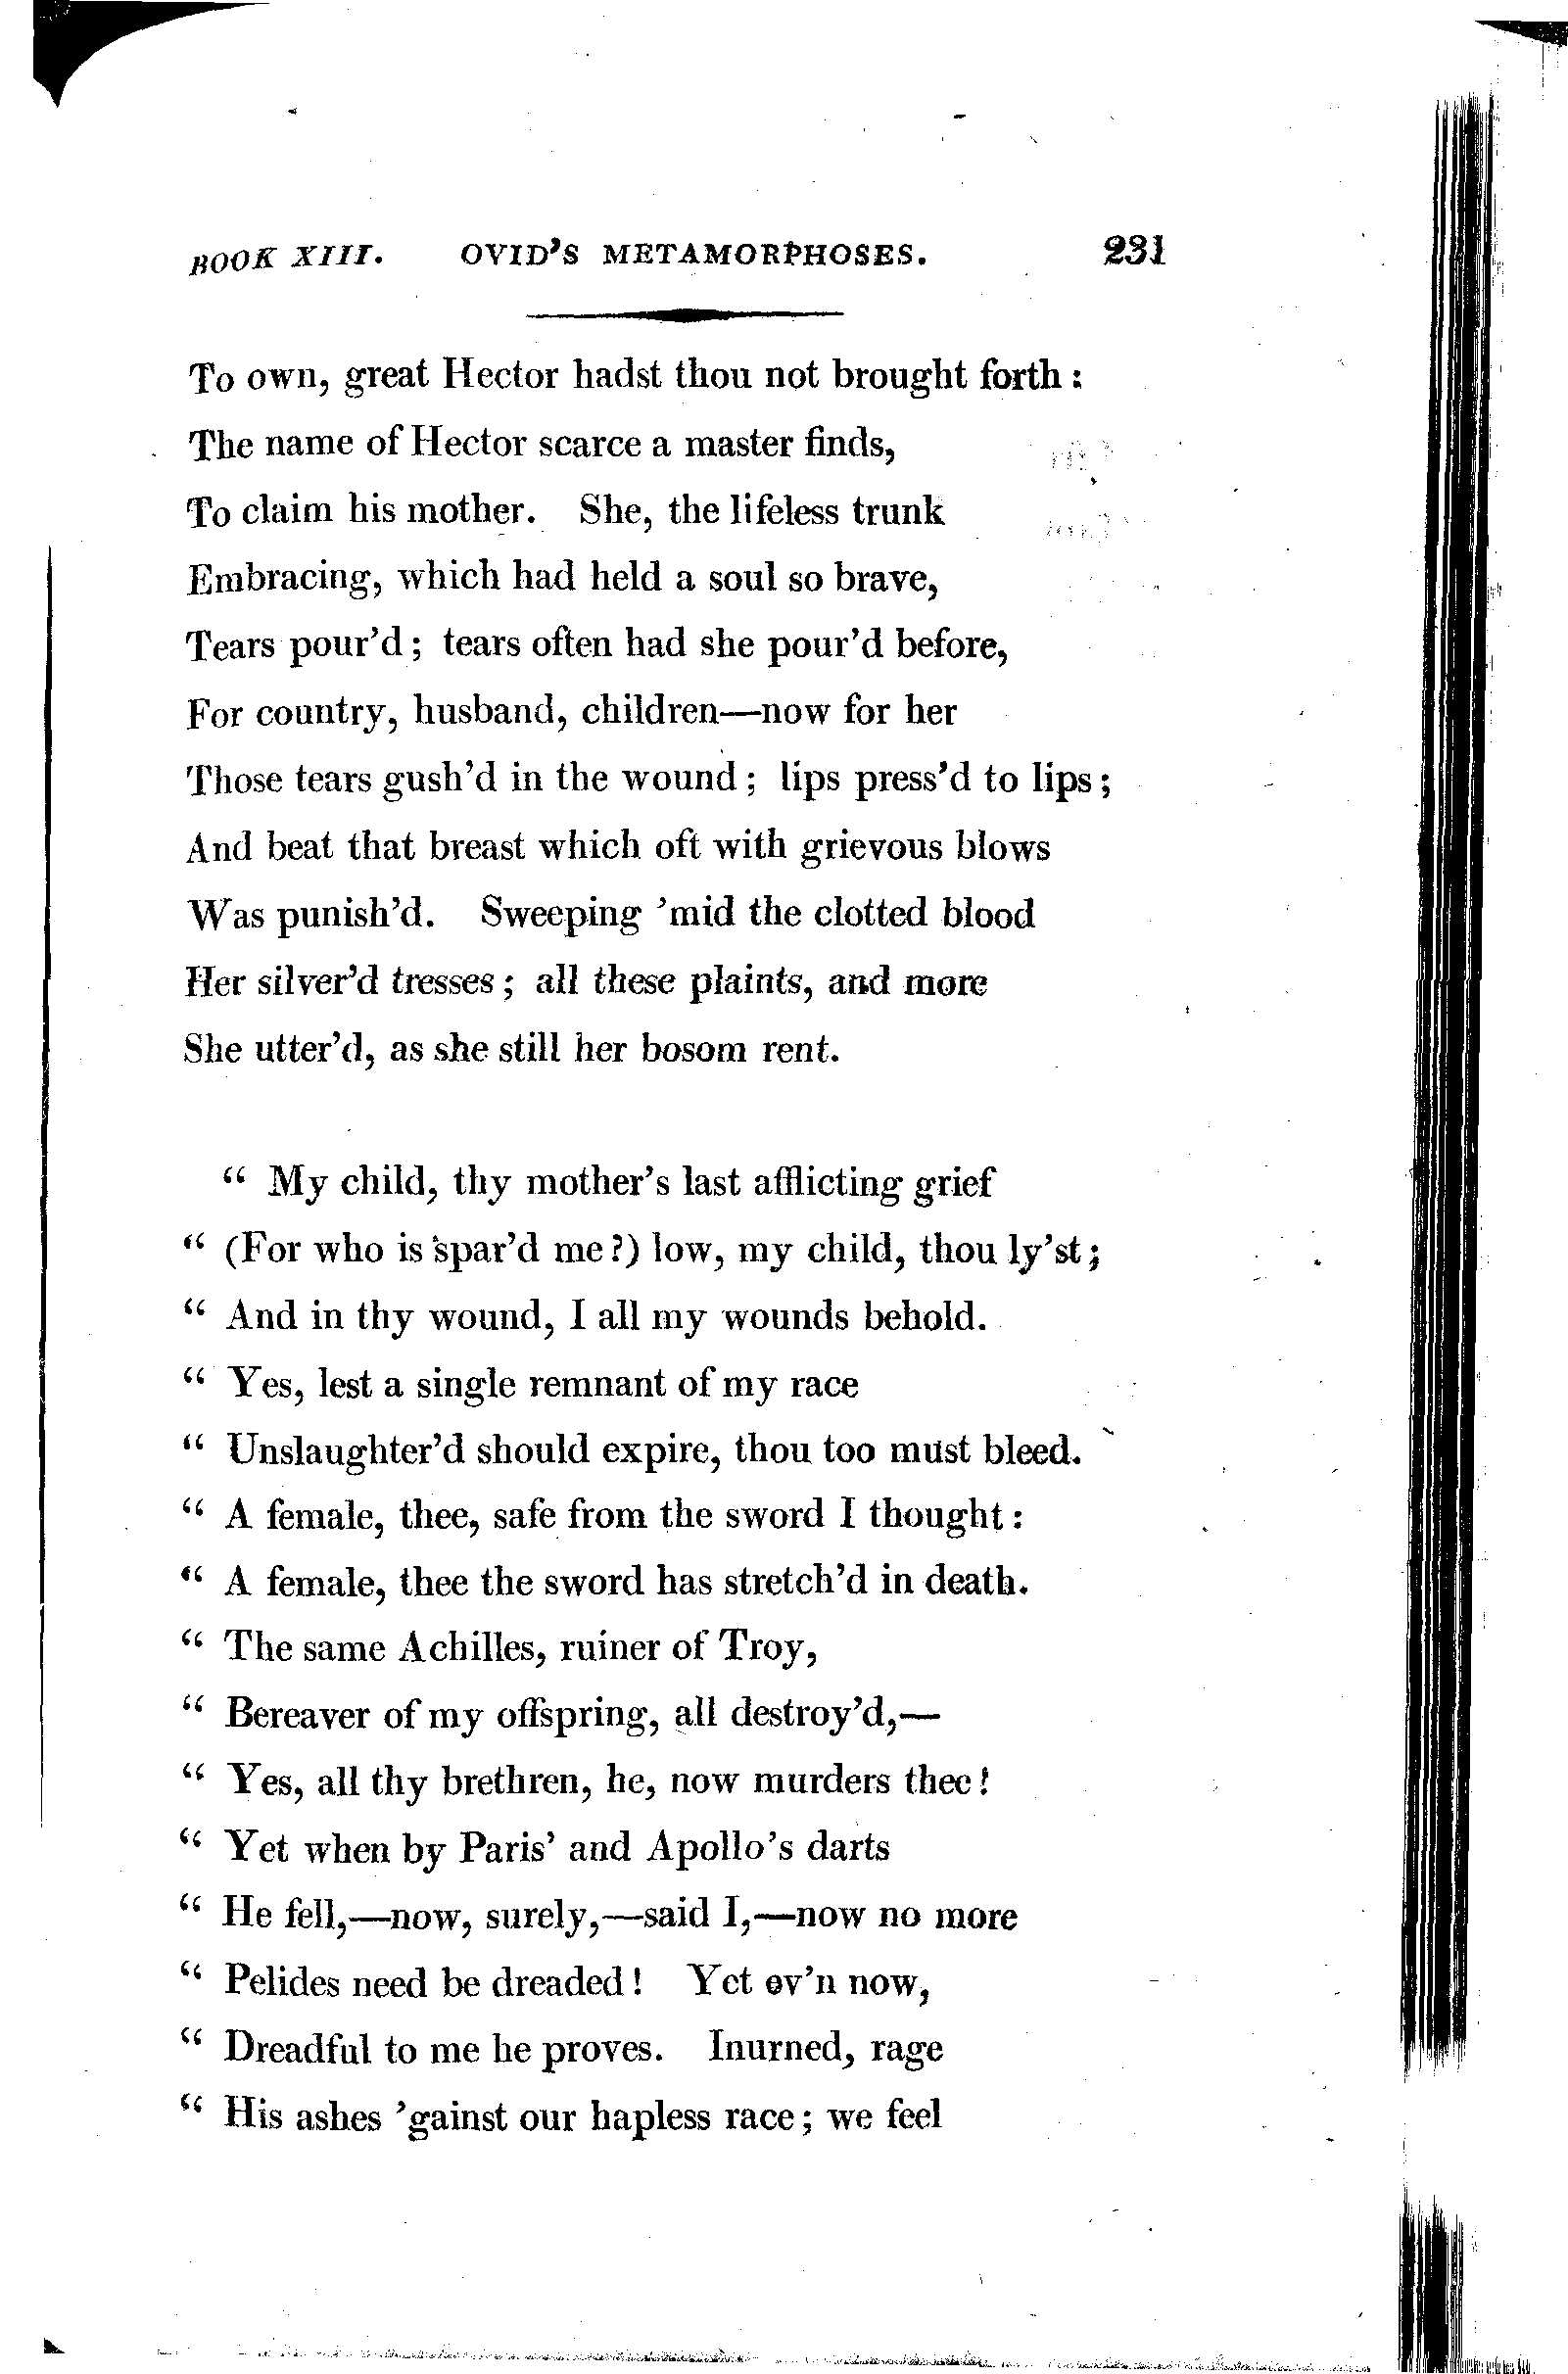 BOOK XIII. OVID'S METAMORPHOSES. 231
To own, great Hector hadst thou not brought forth:
The name of Hector scarce a master finds,
To claim his mother. She, the lifeless trunk
Embracing, which had held a soul so brave,
Tears pour'd; tears often had she pour'd before,
For country, husband, children—now for her
Those tears gush'd in the wound; lips press'd to lips;
And beat that breast which oft with grievous blows
Was punish'd. Sweeping 'mid the clotted blood
Her silver'd tresses; all these plaints, and more
She utter'd, as she still her bosom rent.
" My child, thy mother's last afflicting grief
" (For who is spar'd me?) low, my child, thou ly'st;
" And in thy wound, I all my wounds behold.
" Yes, lest a single remnant of my race
" Unslaughter'd should expire, thou too must bleed.
" A female, thee, safe from the sword I thought:
" A female, thee the sword has stretch'd in death.
" The same Achilles, ruiner of Troy,
" Bereaver of my offspring, all destroy'd,—
" Yes, all thy brethren, he, now murders thee!
" Yet when by Paris' and Apollo's darts
" He fell,—now, surely,—said I,—now no more
" Pelides need be dreaded! Yet ev'n now,
" Dreadful to me he proves. Inurned, rage
" His ashes 'gainst our hapless race; we feel